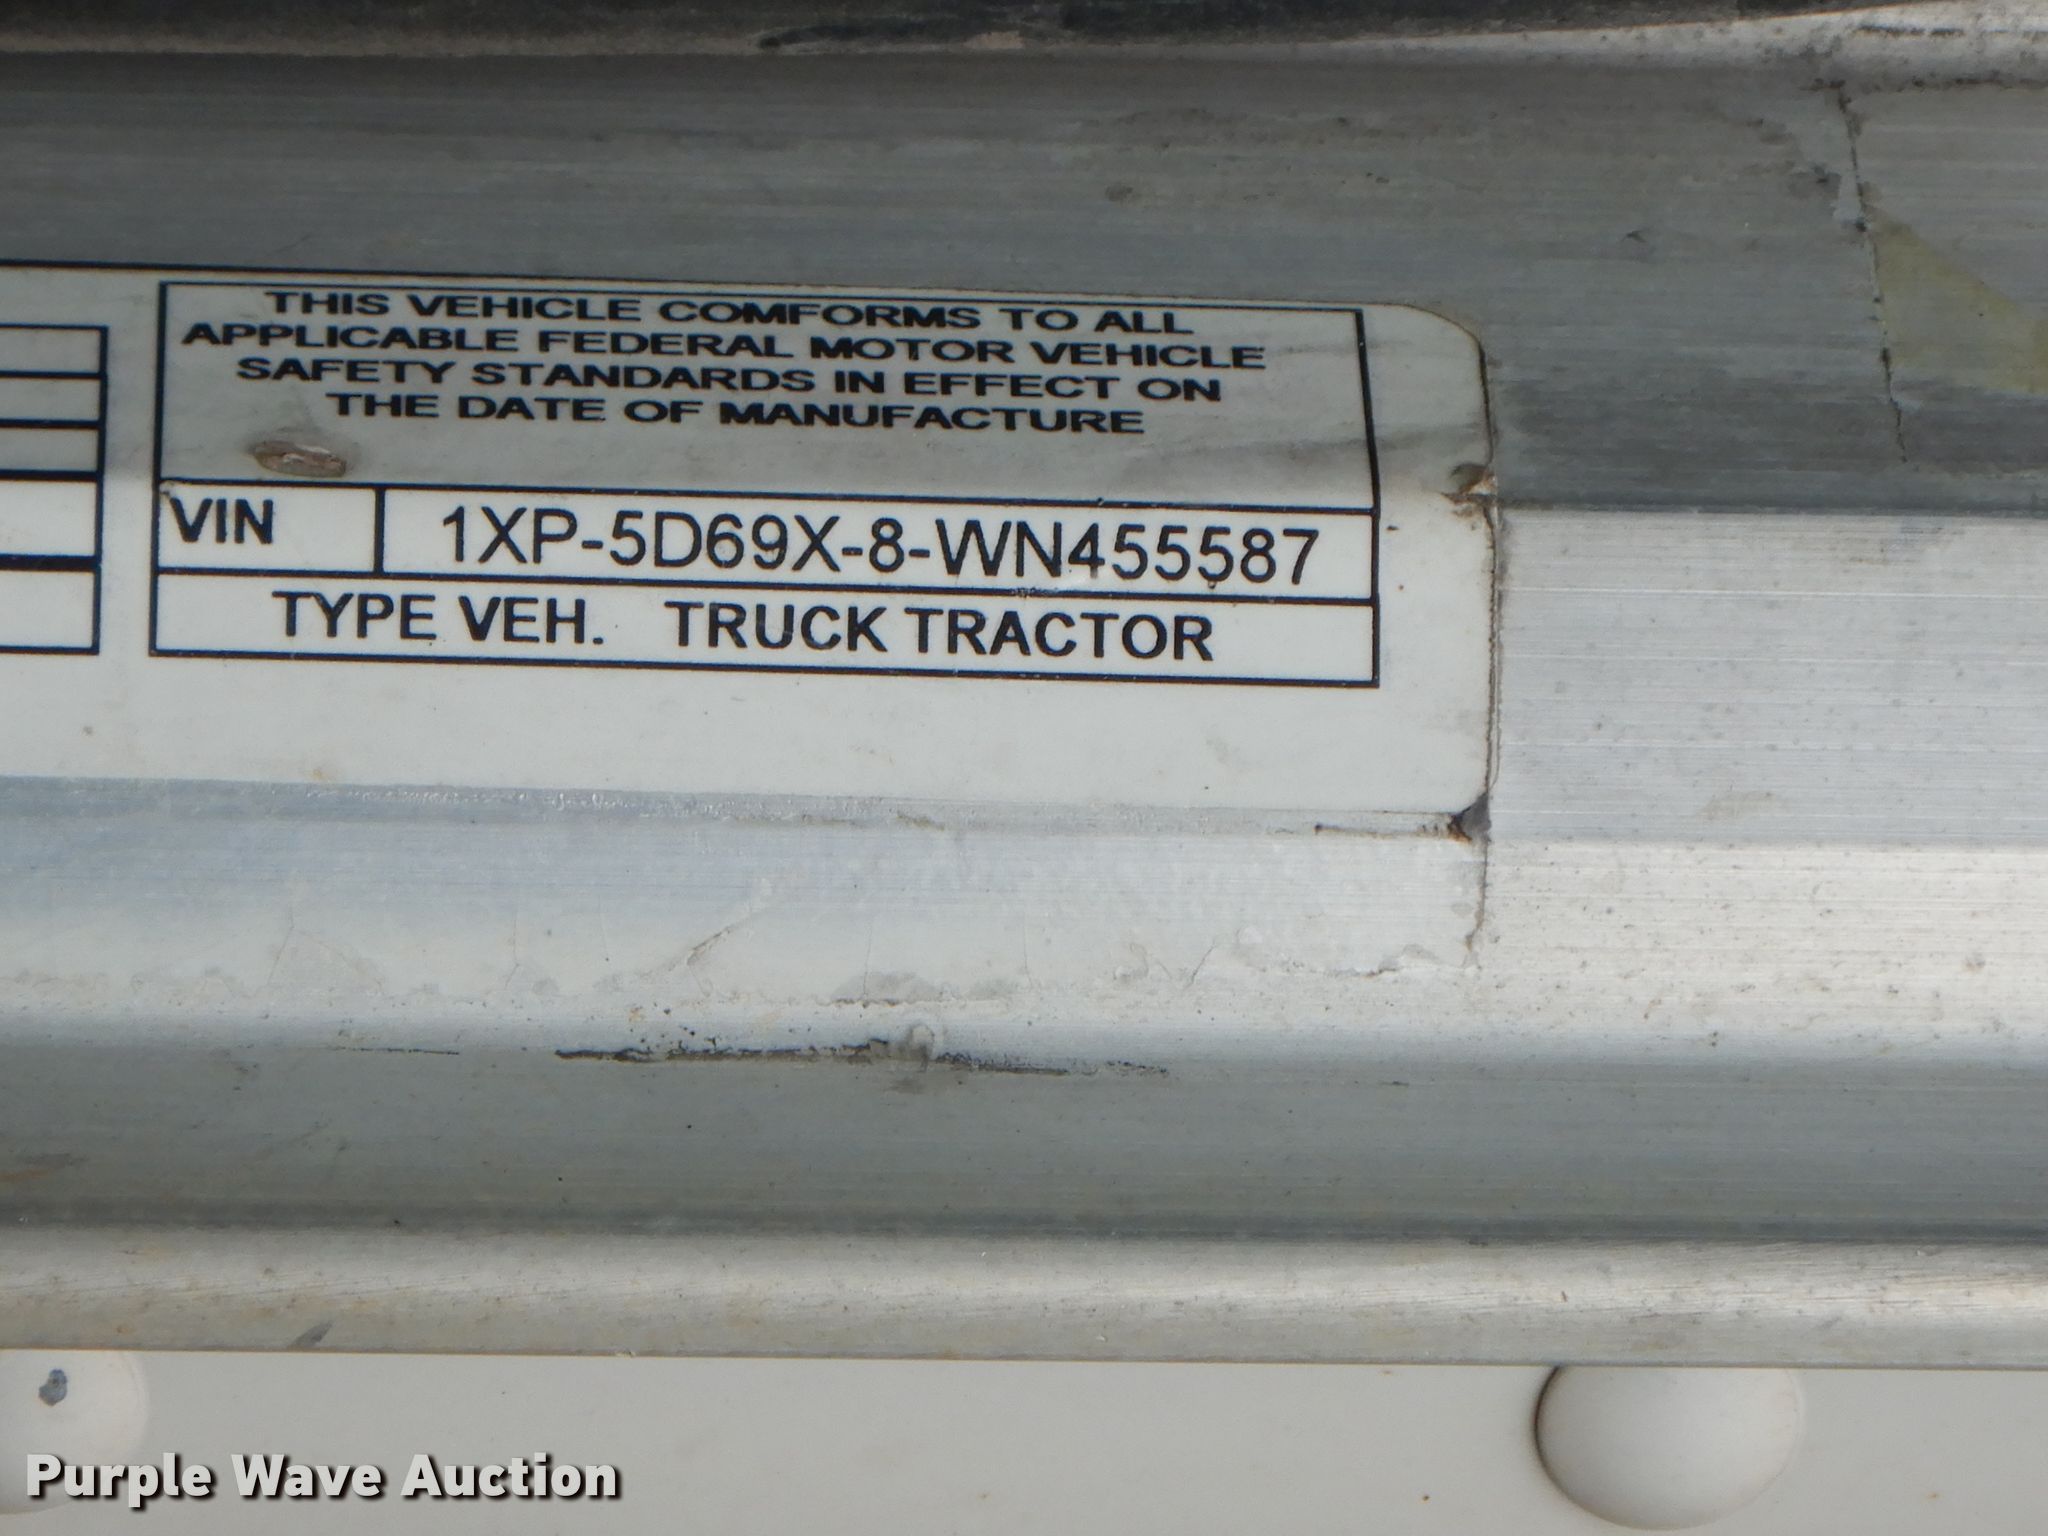 THIS VEHICLE COMFORMS TO ALL
APPLICABLE FEDERAL MOTOR VEHICLE
SAFETY STANDARDS IN EFFECT ON
THE DATE OF MANUFACTURE
VIN 1XP-5D69X-8-WN455587
TYPE VEH. TRUCK TRACTOR
Purple Wave Auction